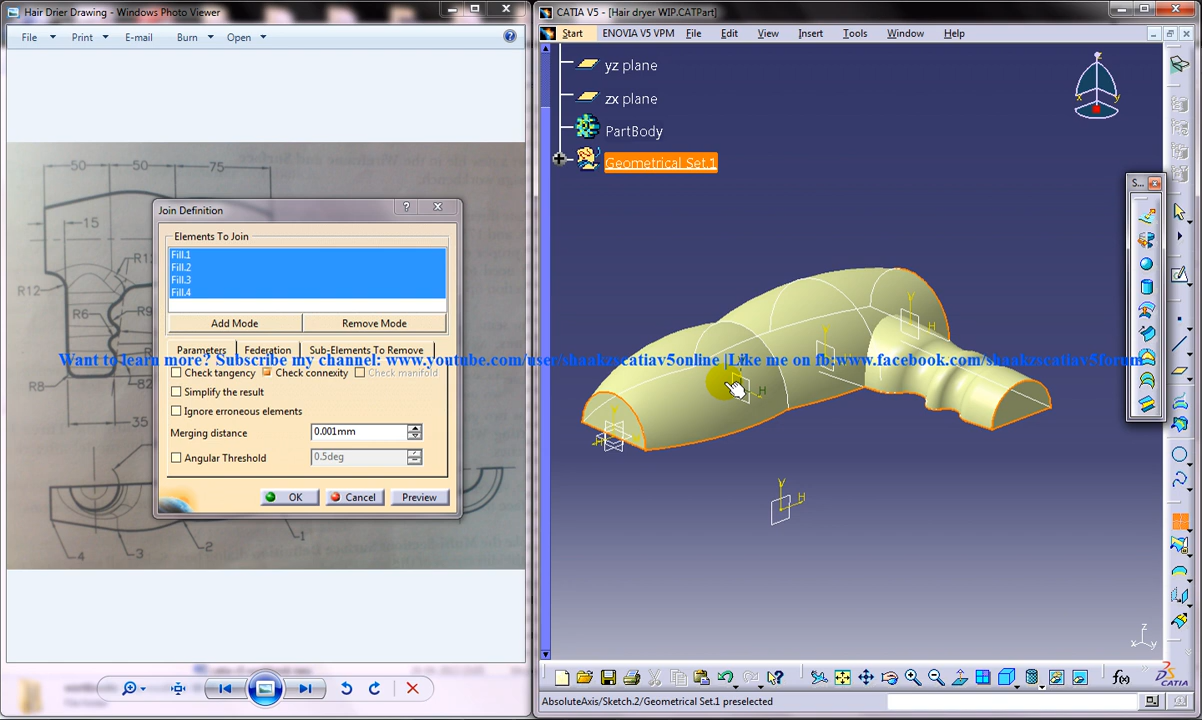 Hair Drier Drawing - Windows Photo Viewer
File Print E-mail Burn Open
50 50 75
15
R12
R6
R9
R8
82
35
4 3 2 1
Join Definition
Elements To Join
Fill.1
Fill.2
Fill.3
Fill.4
Add Mode Remove Mode
Parameters Federation Sub-Elements To Remove
Want to learn more? Subscribe my channel: www.youtube.com/user/shaakzscatiav5online |Like me on fb:www.facebook.com/shaakzscatiav5forum
Check tangency Check connexity Check manifold
Simplify the result
Ignore erroneous elements
Merging distance 0.001mm
Angular Threshold 0.5deg
OK Cancel Preview
CATIA V5 - [Hair dryer WIP.CATPart]
Start ENOVIA V5 VPM File Edit View Insert Tools Window Help
yz plane
zx plane
PartBody
Geometrical Set.1
S...
z
x y
Y
H
Y
Y
H
Y
H
H
Y
H
z
x y
f(x)
CATIA
AbsoluteAxis/Sketch.2/Geometrical Set.1 preselected